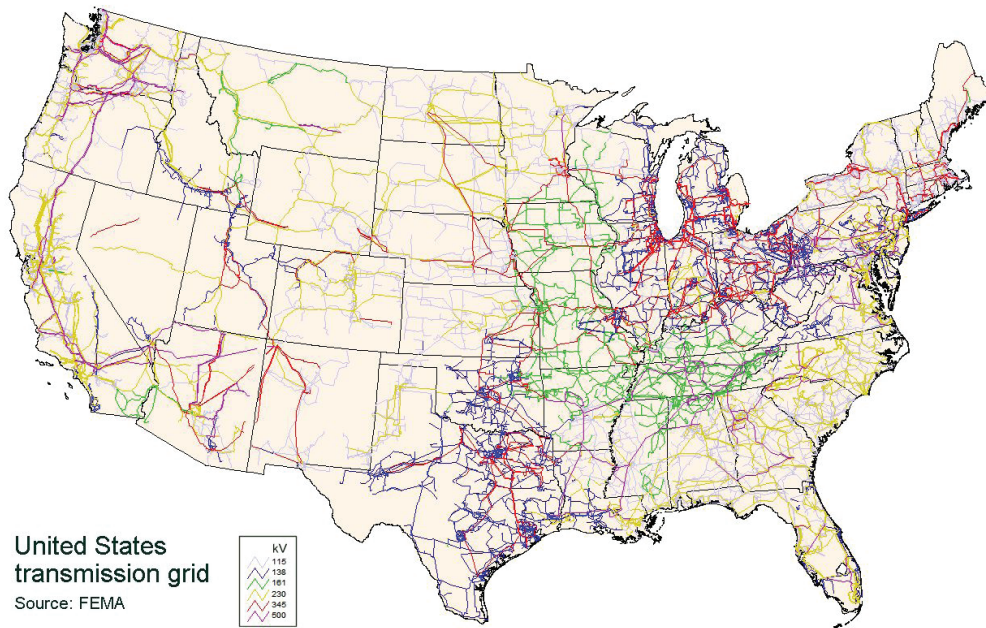 United States
transmission grid
Source: FEMA
kV
115
138
161
230
345
500